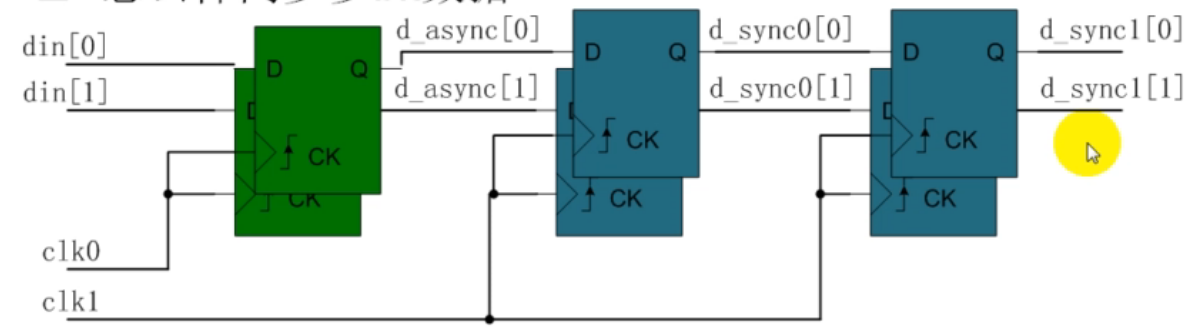 din[0]
d_async[0]
d_sync0[0]
d_sync1[0]
D
Q
D
Q
D
Q
din[1]
d_async[1]
d_sync0[1]
d_sync1[1]
CK
CK
CK
CK
CK
CK
clk0
clk1